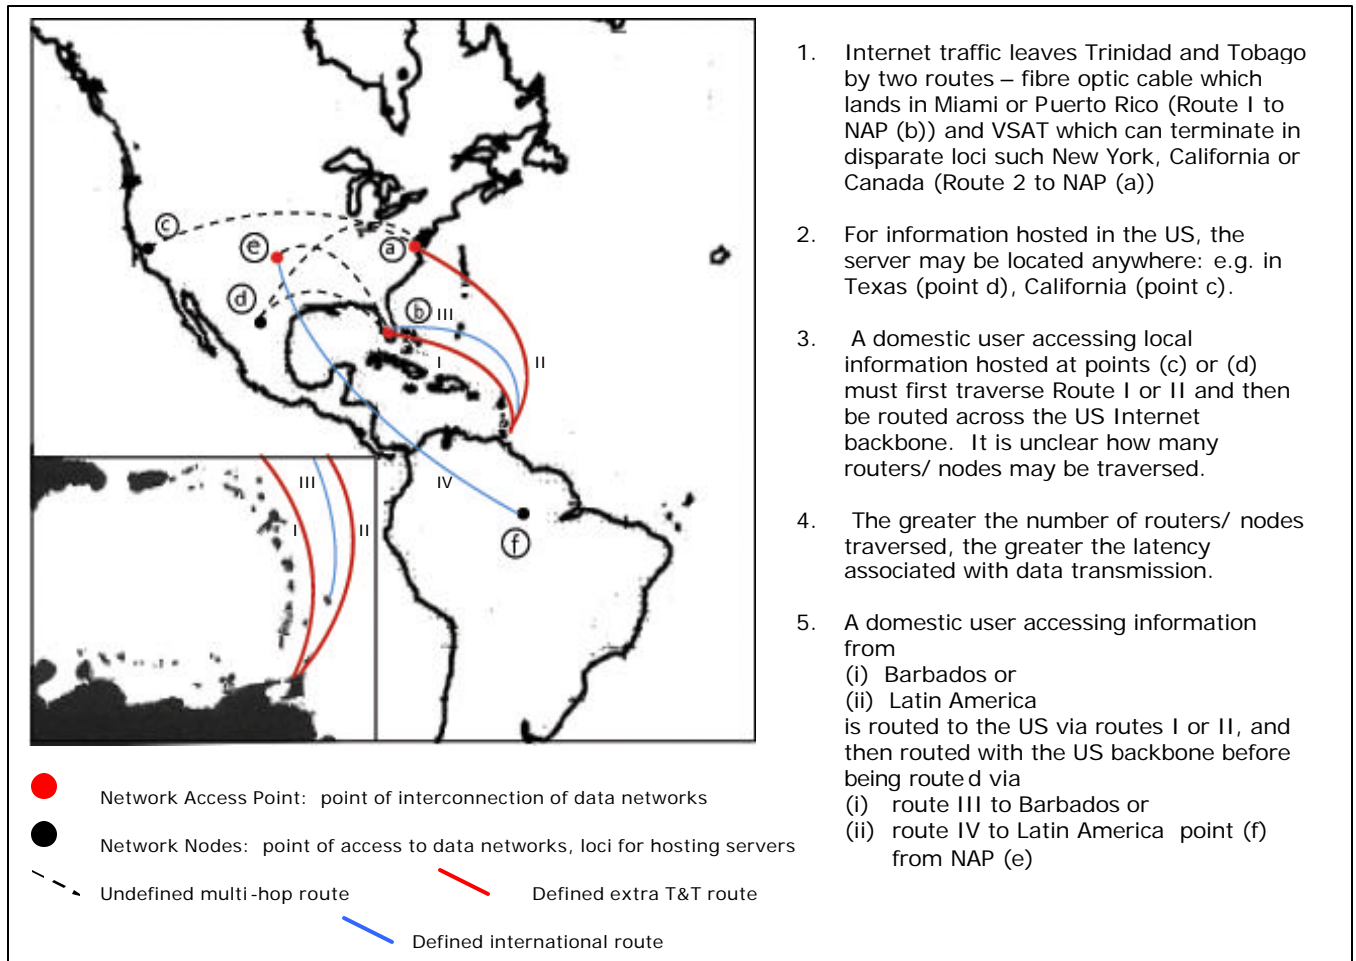 1. Internet traffic leaves Trinidad and Tobago
by two routes – fibre optic cable which
lands in Miami or Puerto Rico (Route I to
NAP (b)) and VSAT which can terminate in
disparate loci such New York, California or
Canada (Route 2 to NAP (a))
2. For information hosted in the US, the
server may be located anywhere: e.g. in
Texas (point d), California (point c).
3. A domestic user accessing local
information hosted at points (c) or (d)
must first traverse Route I or II and then
be routed across the US Internet
backbone. It is unclear how many
routers/ nodes may be traversed.
4. The greater the number of routers/ nodes
traversed, the greater the latency
associated with data transmission.
5. A domestic user accessing information
from
(i) Barbados or
(ii) Latin America
is routed to the US via routes I or II, and
then routed with the US backbone before
being routed via
(i) route III to Barbados or
(ii) route IV to Latin America point (f)
from NAP (e)
c
e
a
d
b
III
I
II
IV
f
III
I
II
Network Access Point: point of interconnection of data networks
Network Nodes: point of access to data networks, loci for hosting servers
Undefined multi-hop route
Defined extra T&T route
Defined international route